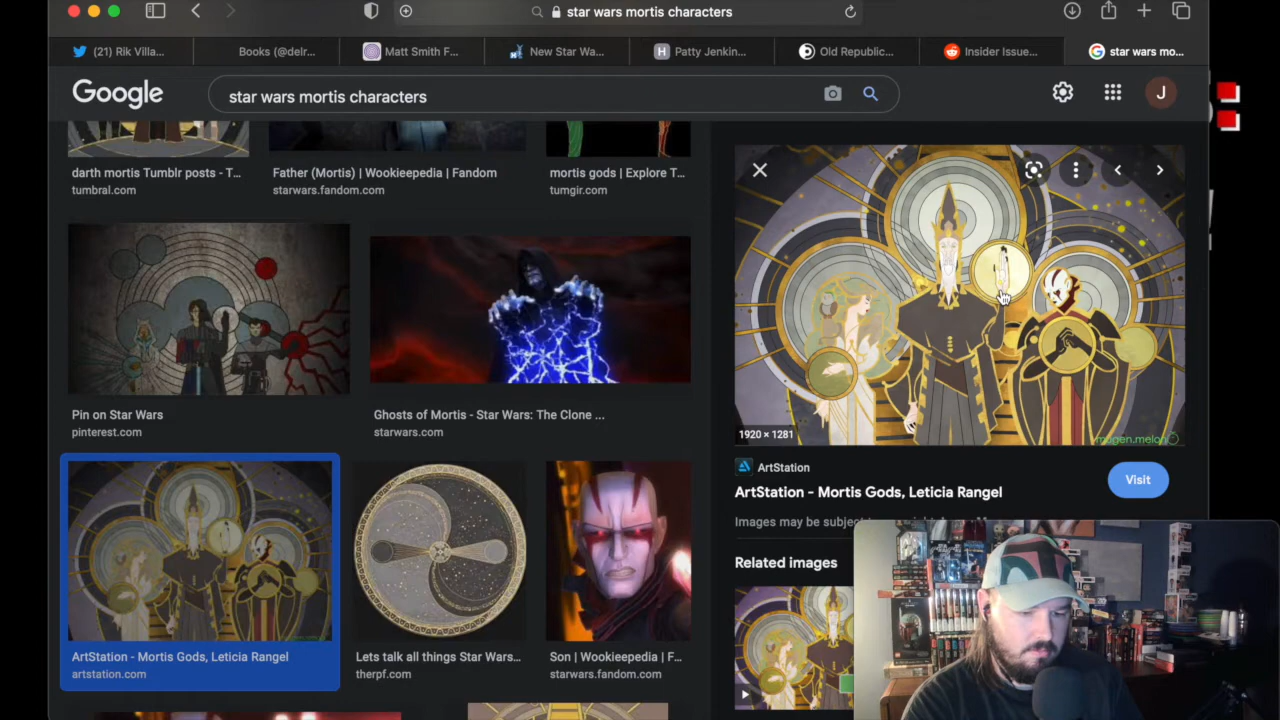 star wars mortis characters
(21) Rik Villa...
Books (@delr...
Matt Smith F...
New Star Wa...
Patty Jenkin...
Old Republic...
Insider Issue...
star wars mo...
Google
star wars mortis characters
J
darth mortis Tumblr posts - T...
tumbral.com
Father (Mortis) | Wookieepedia | Fandom
starwars.fandom.com
mortis gods | Explore T...
tumgir.com
Pin on Star Wars
pinterest.com
Ghosts of Mortis - Star Wars: The Clone ...
starwars.com
ArtStation - Mortis Gods, Leticia Rangel
artstation.com
Lets talk all things Star Wars...
therpf.com
Son | Wookieepedia | F...
starwars.fandom.com
1920 × 1281
mugen.melon
ArtStation
ArtStation - Mortis Gods, Leticia Rangel
Visit
Images may be
Related images